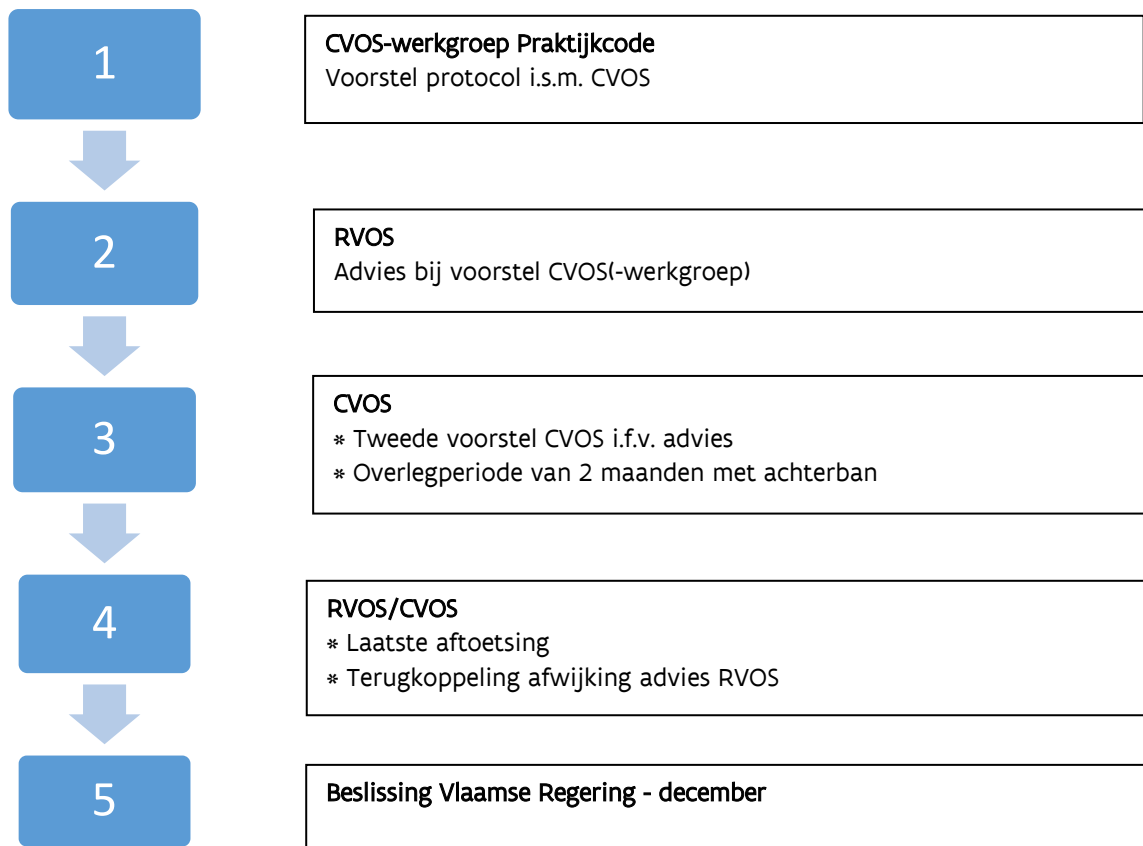 1
CVOS-werkgroep Praktijkcode
Voorstel protocol i.s.m. CVOS
2
RVOS
Advies bij voorstel CVOS(-werkgroep)
3
CVOS
* Tweede voorstel CVOS i.f.v. advies
* Overlegperiode van 2 maanden met achterban
4
RVOS/CVOS
* Laatste aftoetsing
* Terugkoppeling afwijking advies RVOS
5
Beslissing Vlaamse Regering - december